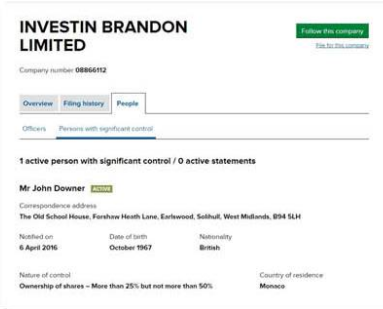 INVESTIN BRANDON
LIMITED
Follow this company
File for this company
Company number 08866112
Overview Filing history People
Officers Persons with significant control
1 active person with significant control / 0 active statements
Mr John Downer ACTIVE
Correspondence address
The Old School House, Forshaw Heath Lane, Earlswood, Solihull, West Midlands, B94 5LH
Notified on Date of birth Nationality
6 April 2016 October 1967 British
Nature of control Country of residence
Ownership of shares – More than 25% but not more than 50% Monaco